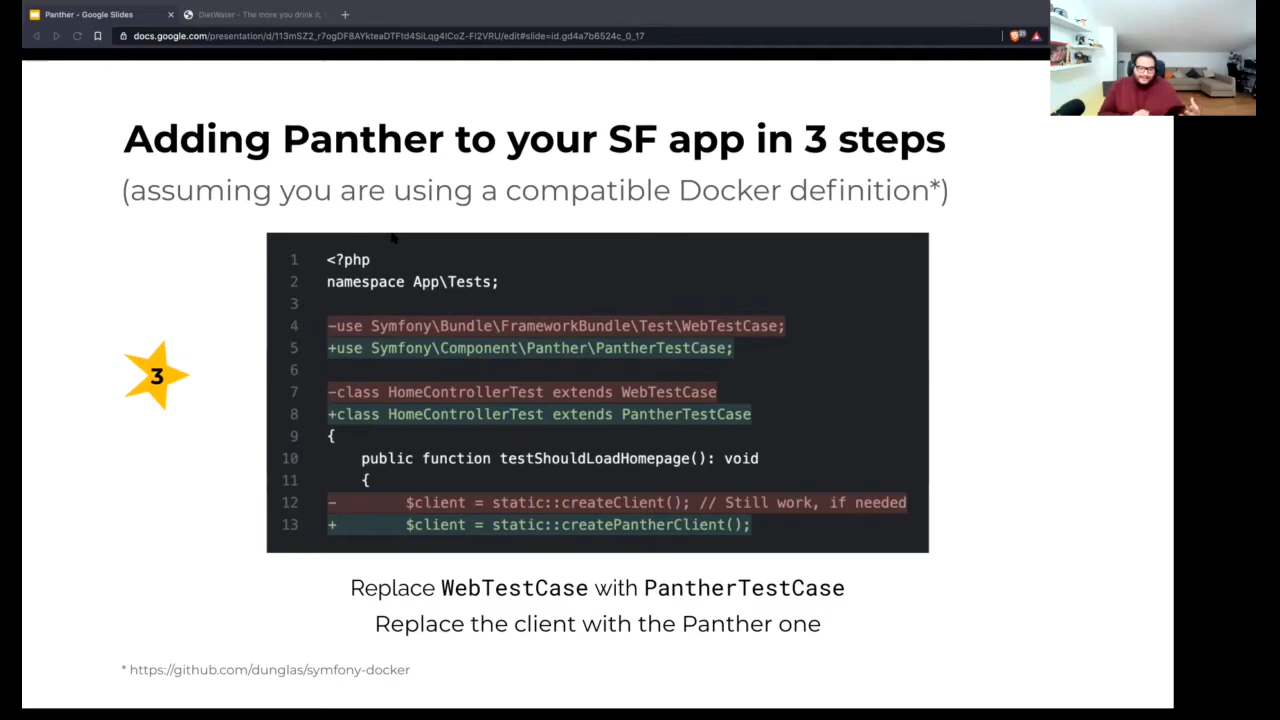 Panther - Google Slides
DietWater - The more you drink it,
docs.google.com/presentation/d/113mSZ2_r7ogDF8AYkteaDTFtd4SiLqg4lCoZ-Fl2VRU/edit#slide=id.gd4a7b6524c_0_17
Adding Panther to your SF app in 3 steps
(assuming you are using a compatible Docker definition*)
1 <?php
2 namespace App\Tests;
3
4 -use Symfony\Bundle\FrameworkBundle\Test\WebTestCase;
5 +use Symfony\Component\Panther\PantherTestCase;
6
7 -class HomeControllerTest extends WebTestCase
8 +class HomeControllerTest extends PantherTestCase
9 {
10 public function testShouldLoadHomepage(): void
11 {
12 - $client = static::createClient(); // Still work, if needed
13 + $client = static::createPantherClient();
3
Replace WebTestCase with PantherTestCase
Replace the client with the Panther one
* https://github.com/dunglas/symfony-docker